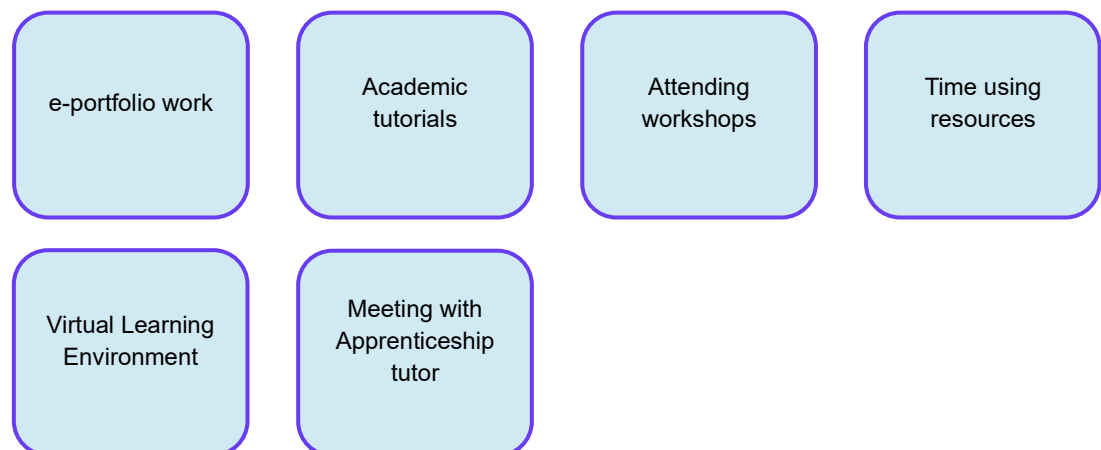 e-portfolio work
Academic
tutorials
Attending
workshops
Time using
resources
Virtual Learning
Environment
Meeting with
Apprenticeship
tutor